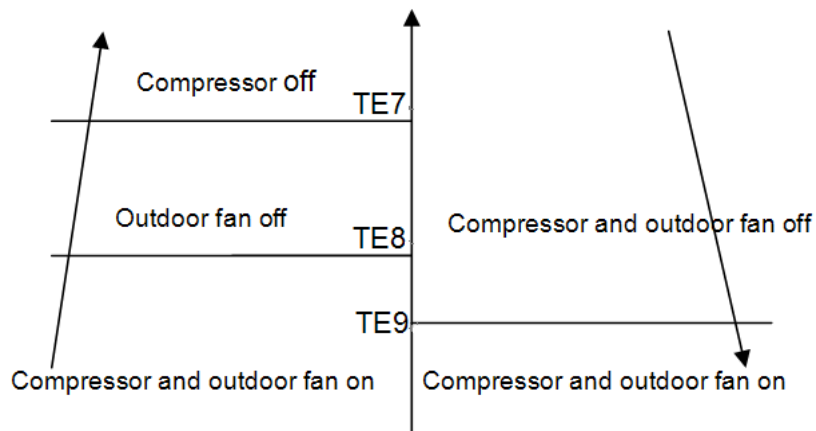 Compressor off
TE7
Outdoor fan off
TE8
Compressor and outdoor fan off
TE9
Compressor and outdoor fan on
Compressor and outdoor fan on